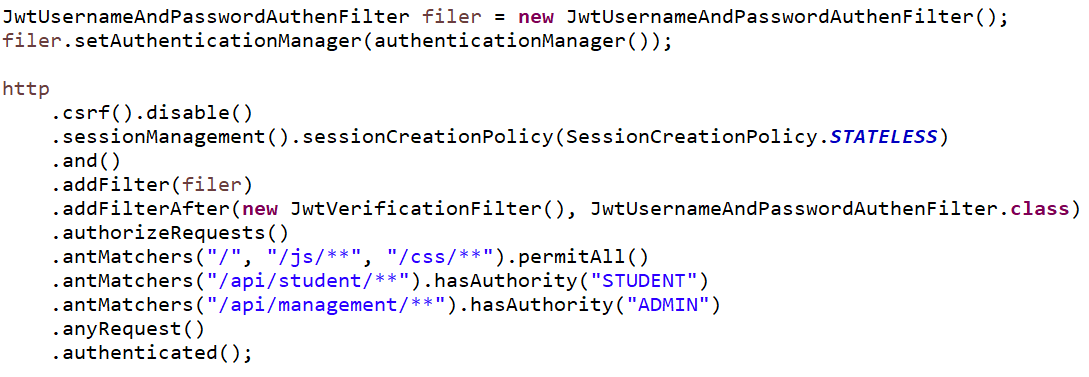 JwtUsernameAndPasswordAuthenFilter filer = new JwtUsernameAndPasswordAuthenFilter();
filer.setAuthenticationManager(authenticationManager());

http
    .csrf().disable()
    .sessionManagement().sessionCreationPolicy(SessionCreationPolicy.STATELESS)
    .and()
    .addFilter(filer)
    .addFilterAfter(new JwtVerificationFilter(), JwtUsernameAndPasswordAuthenFilter.class)
    .authorizeRequests()
    .antMatchers("/", "/js/**", "/css/**").permitAll()
    .antMatchers("/api/student/**").hasAuthority("STUDENT")
    .antMatchers("/api/management/**").hasAuthority("ADMIN")
    .anyRequest()
    .authenticated();